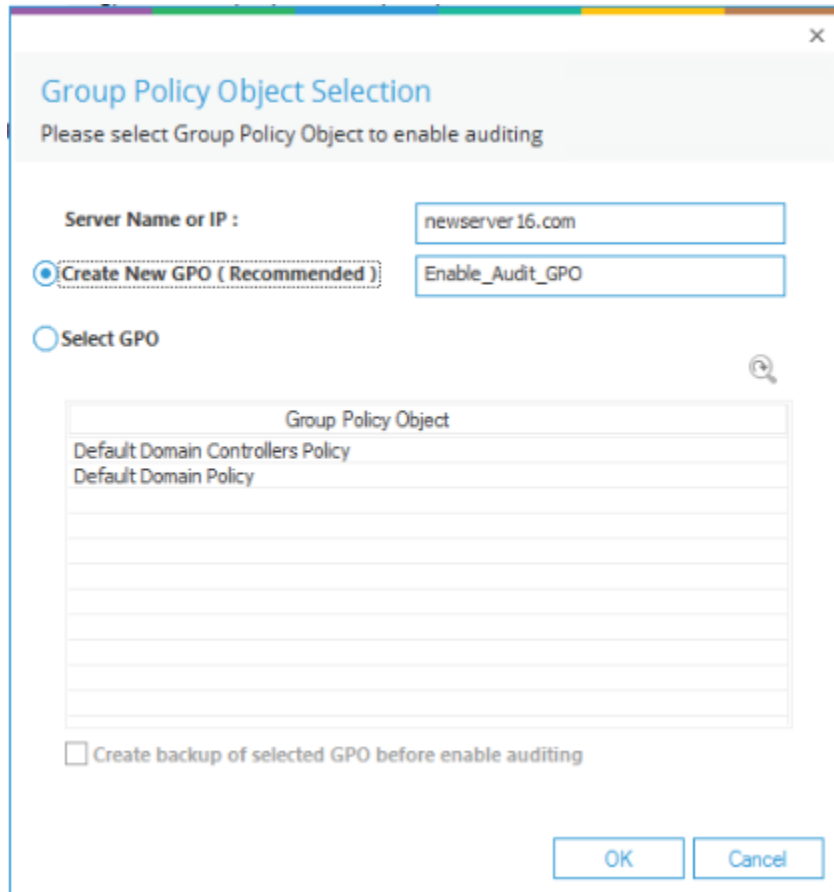 Group Policy Object Selection
Please select Group Policy Object to enable auditing
Server Name or IP : newserver16.com
Create New GPO ( Recommended ) Enable_Audit_GPO
Select GPO
Group Policy Object
Default Domain Controllers Policy
Default Domain Policy
Create backup of selected GPO before enable auditing
OK Cancel